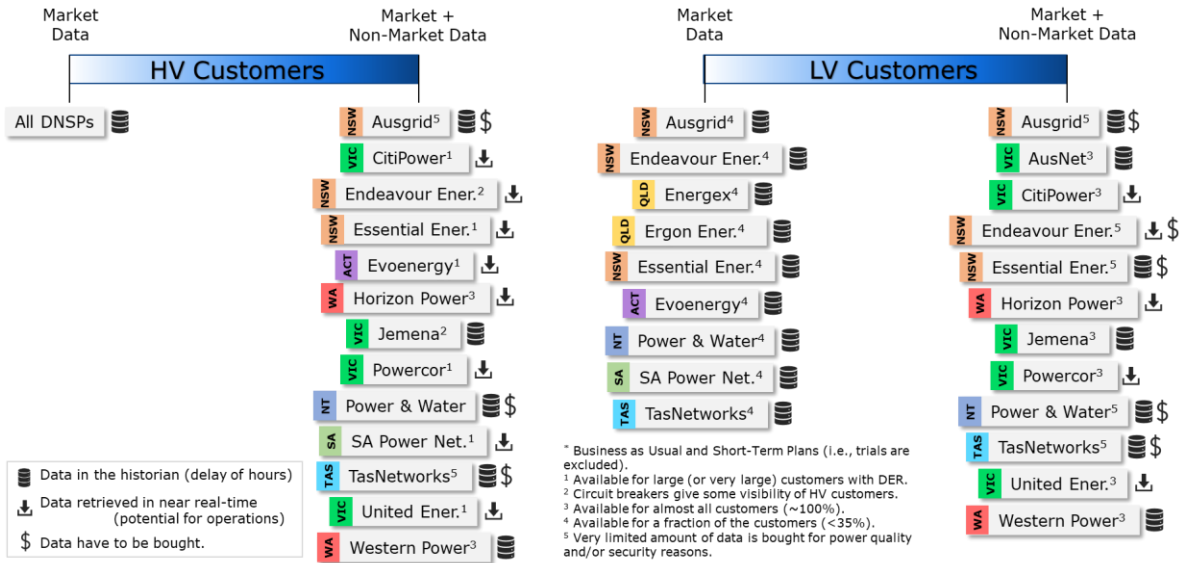 Market
Data
Market +
Non-Market Data
HV Customers
All DNSPs
NSW Ausgrid⁵ $
VIC CitiPower¹
NSW Endeavour Ener.²
NSW Essential Ener.¹
ACT Evoenergy¹
WA Horizon Power³
VIC Jemena²
VIC Powercor¹
NT Power & Water $
SA SA Power Net.¹
TAS TasNetworks⁵ $
VIC United Ener.¹
WA Western Power³
Data in the historian (delay of hours)
Data retrieved in near real-time
(potential for operations)
$ Data have to be bought.
Market
Data
Market +
Non-Market Data
LV Customers
NSW Ausgrid⁴
NSW Endeavour Ener.⁴
QLD Energex⁴
QLD Ergon Ener.⁴
NSW Essential Ener.⁴
ACT Evoenergy⁴
NT Power & Water⁴
SA SA Power Net.⁴
TAS TasNetworks⁴
NSW Ausgrid⁵ $
VIC AusNet³
VIC CitiPower³
NSW Endeavour Ener.⁵ $
NSW Essential Ener.⁵ $
WA Horizon Power³
VIC Jemena³
VIC Powercor³
NT Power & Water⁵ $
TAS TasNetworks⁵ $
VIC United Ener.³
WA Western Power³
* Business as Usual and Short-Term Plans (i.e., trials are
excluded).
¹ Available for large (or very large) customers with DER.
² Circuit breakers give some visibility of HV customers.
³ Available for almost all customers (~100%).
⁴ Available for a fraction of the customers (<35%).
⁵ Very limited amount of data is bought for power quality
and/or security reasons.